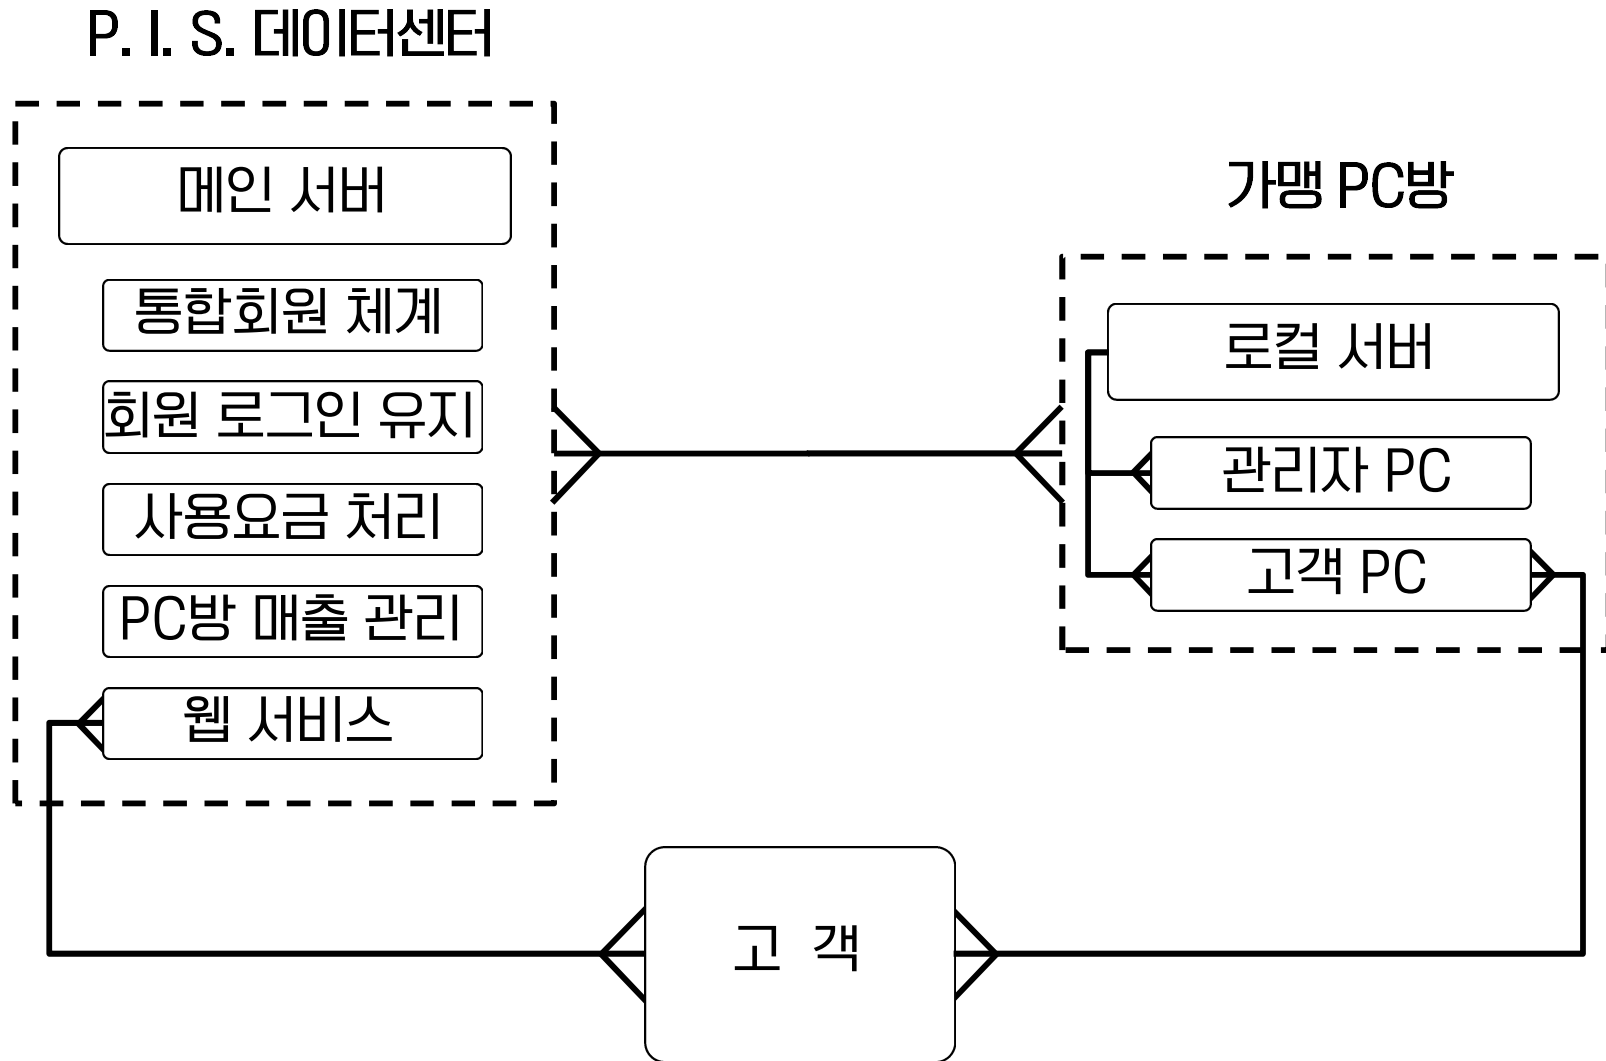 P. I. S. 데이터센터
메인 서버
통합회원 체계
회원 로그인 유지
사용요금 처리
PC방 매출 관리
웹 서비스
가맹 PC방
로컬 서버
관리자 PC
고객 PC
고 객